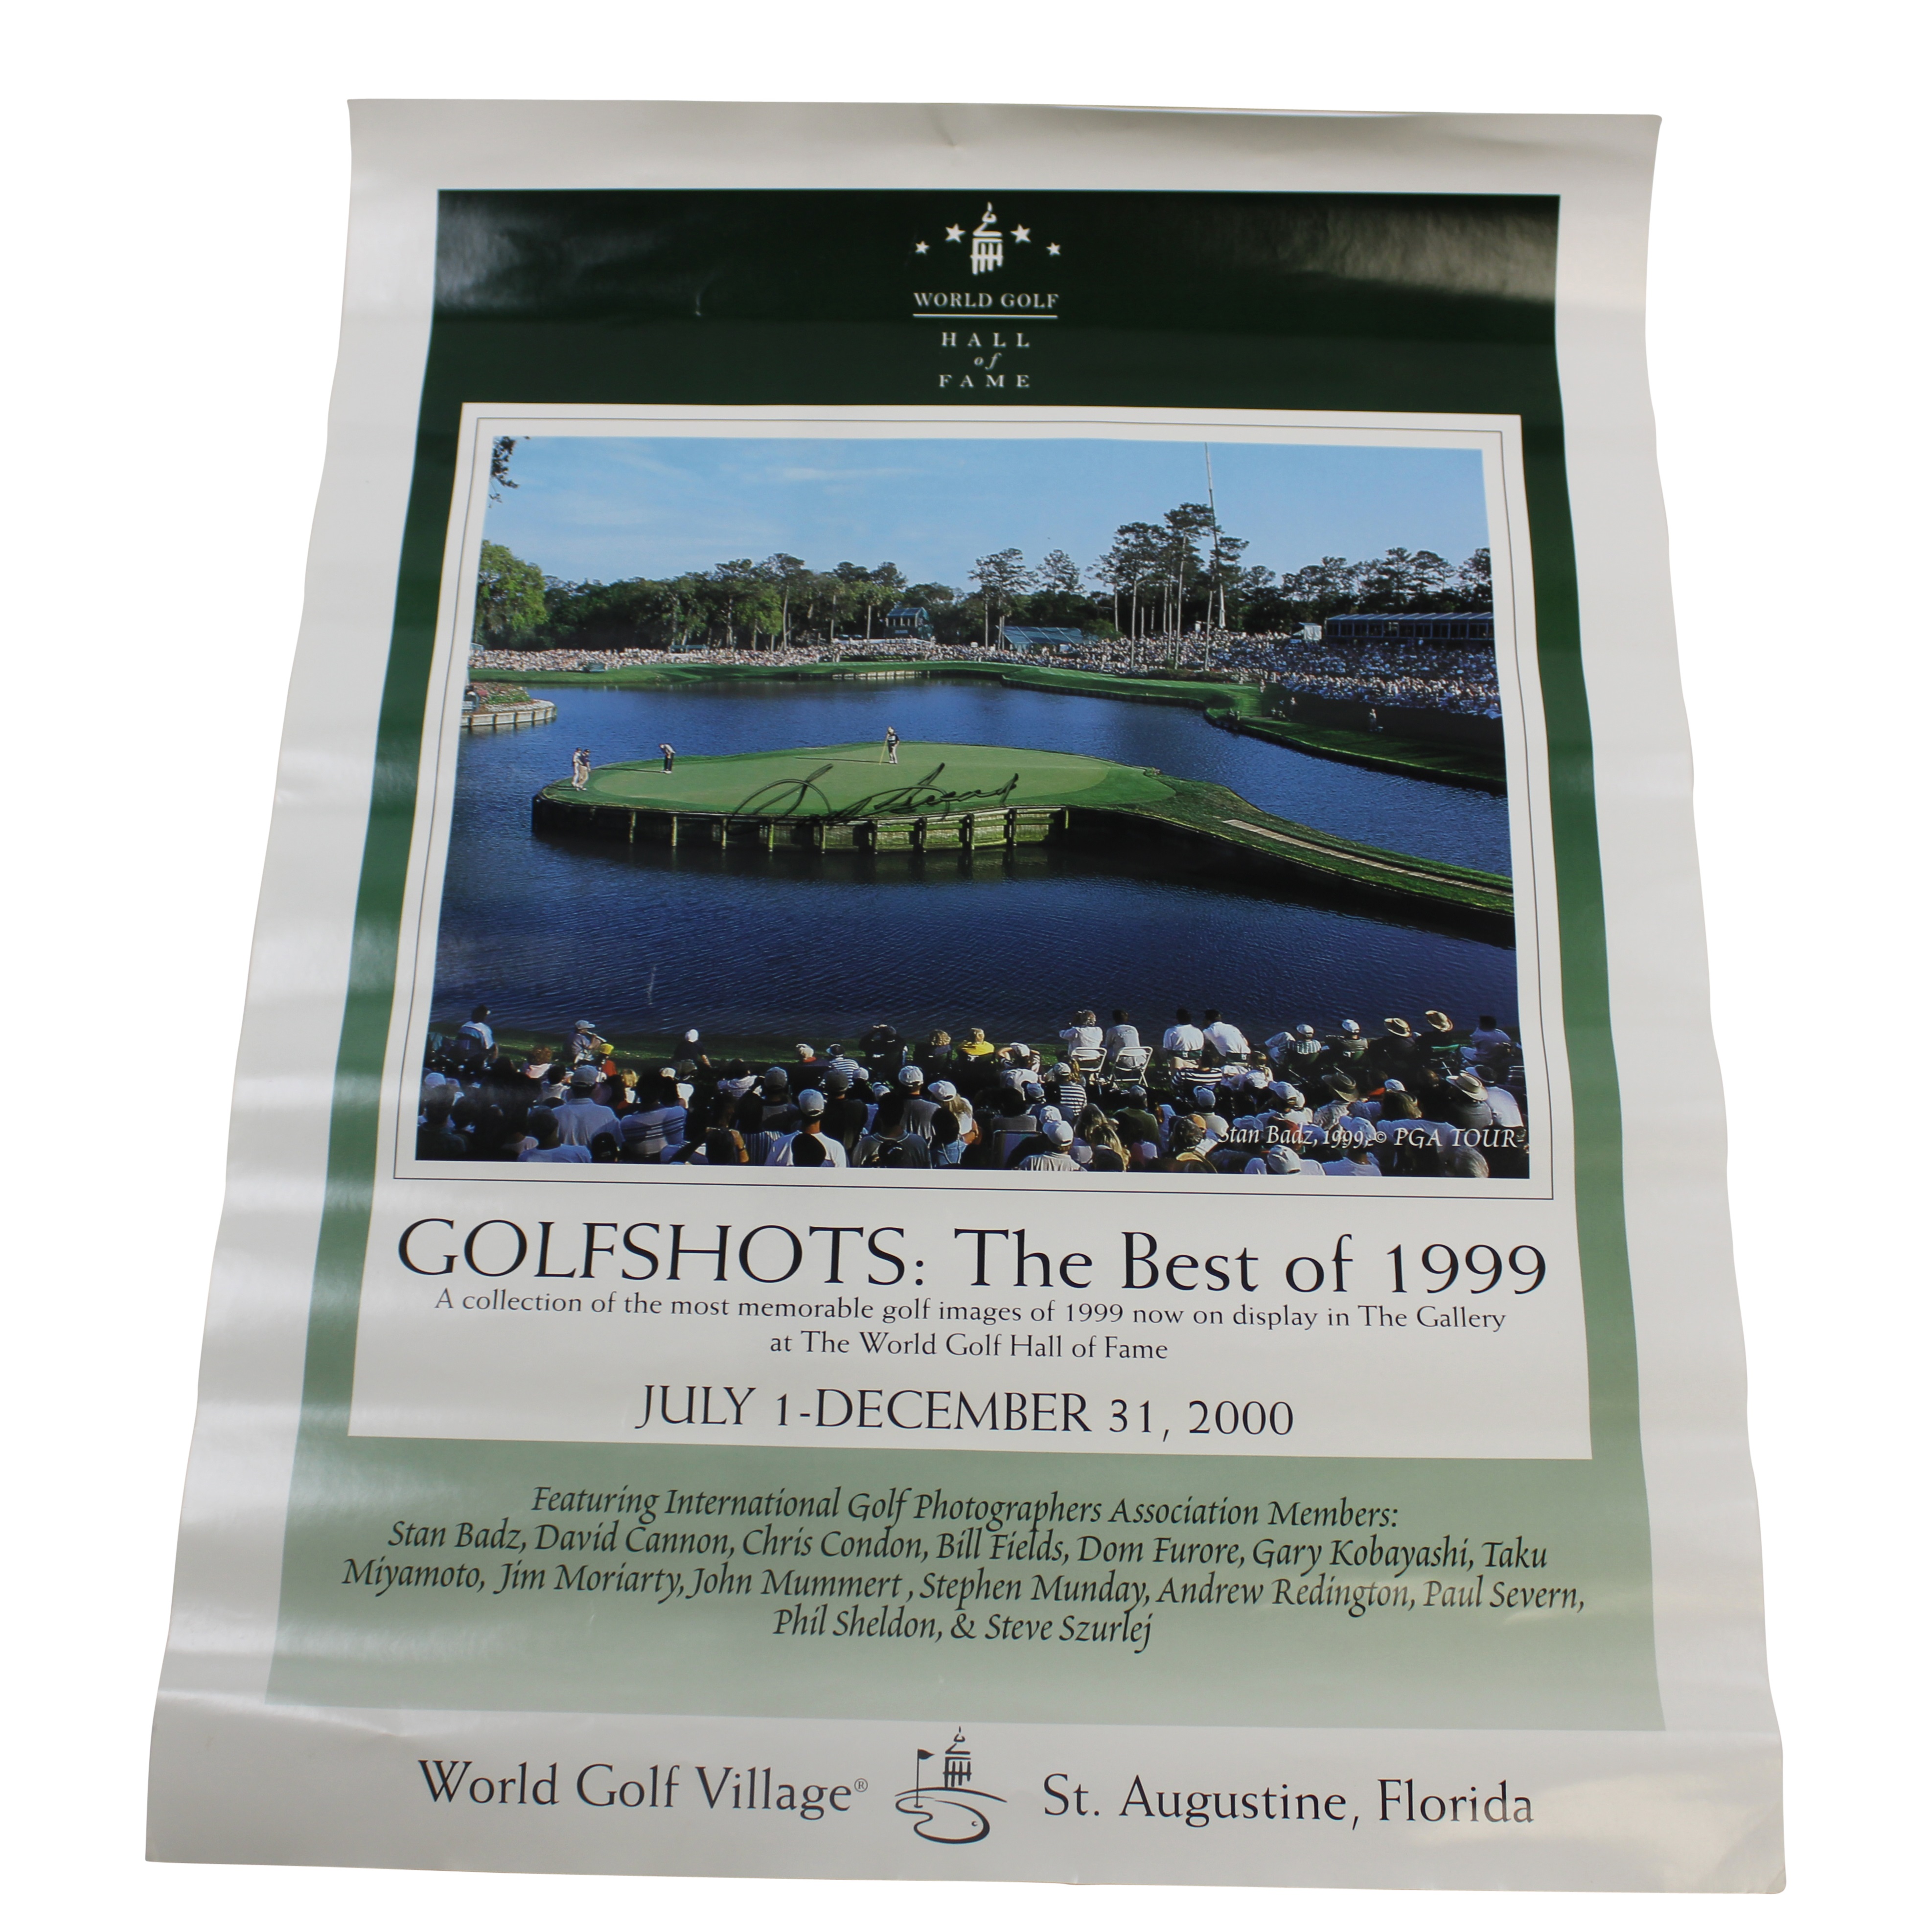 WORLD GOLF
HALL
of
FAME
Stan Badz, 1999, © PGA TOUR
GOLFSHOTS: The Best of 1999
A collection of the most memorable golf images of 1999 now on display in The Gallery
at The World Golf Hall of Fame
JULY 1-DECEMBER 31, 2000
Featuring International Golf Photographers Association Members:
Stan Badz, David Cannon, Chris Condon, Bill Fields, Dom Furore, Gary Kobayashi, Taku
Miyamoto, Jim Moriarty, John Mummert, Stephen Munday, Andrew Redington, Paul Severn,
Phil Sheldon, & Steve Szurlej
World Golf Village® St. Augustine, Florida